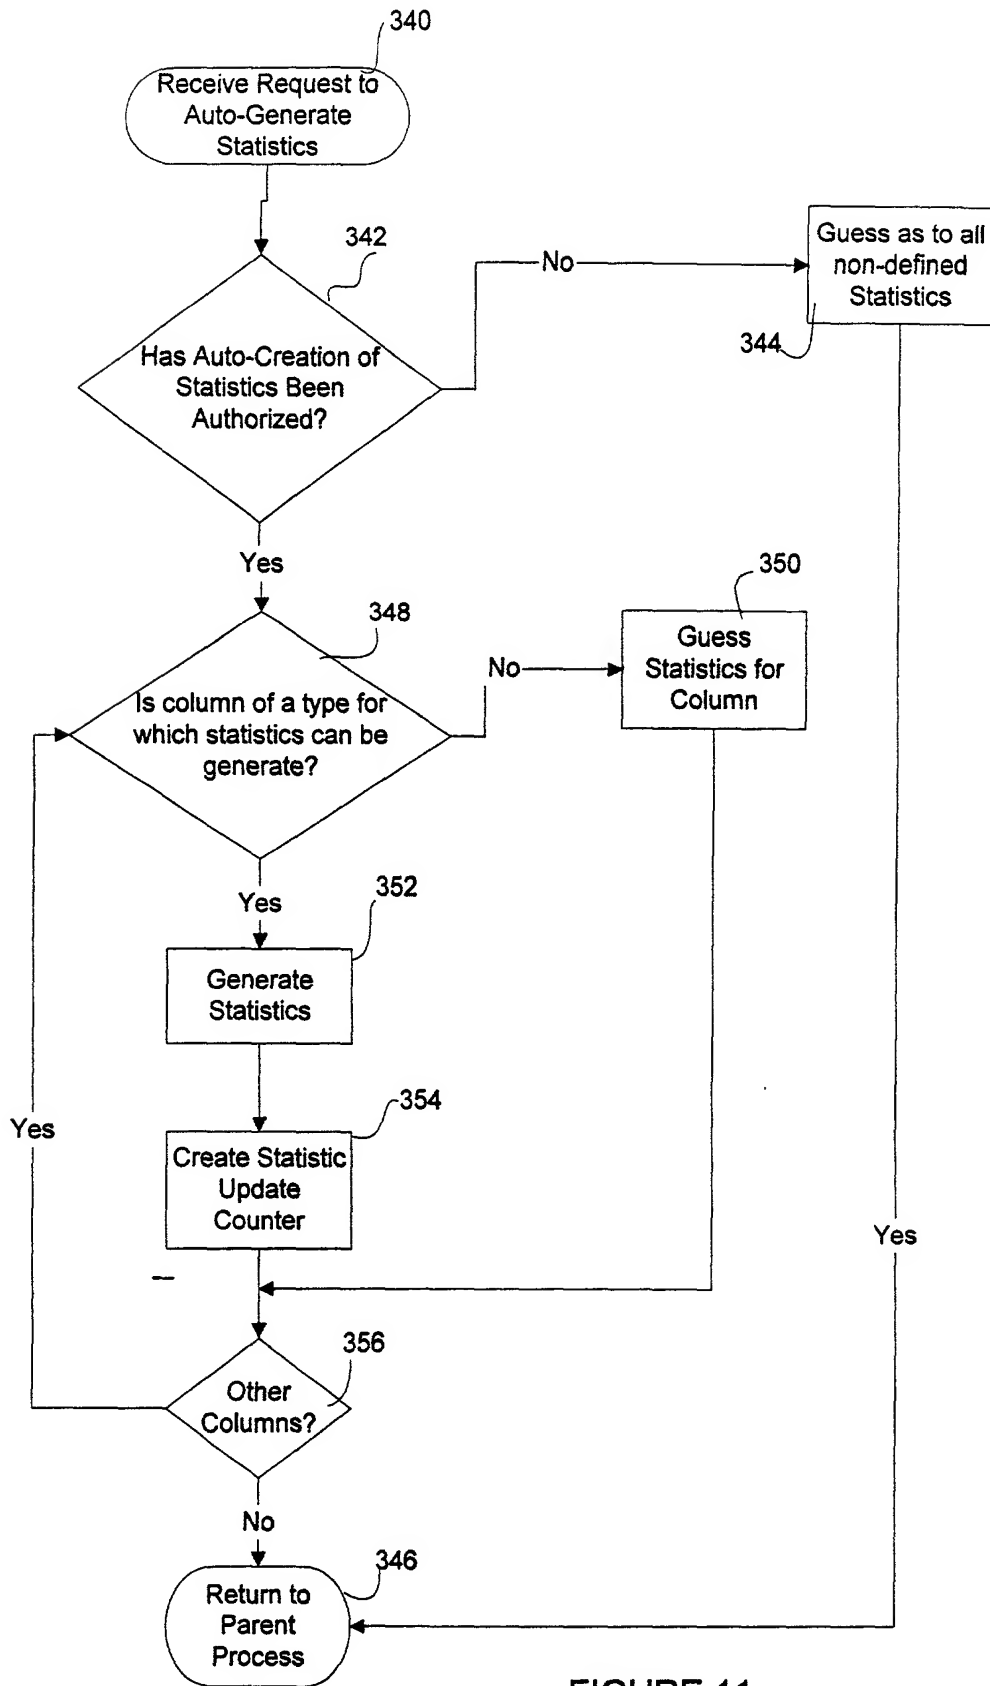 340
Receive Request to
Auto-Generate
Statistics
342
Has Auto-Creation of
Statistics Been
Authorized?
No
Guess as to all
non-defined
Statistics
344
Yes
348
Is column of a type for
which statistics can be
generate?
No
350
Guess
Statistics for
Column
Yes
352
Generate
Statistics
354
Create Statistic
Update
Counter
Yes
Yes
356
Other
Columns?
No
346
Return to
Parent
Process
FIGURE 11